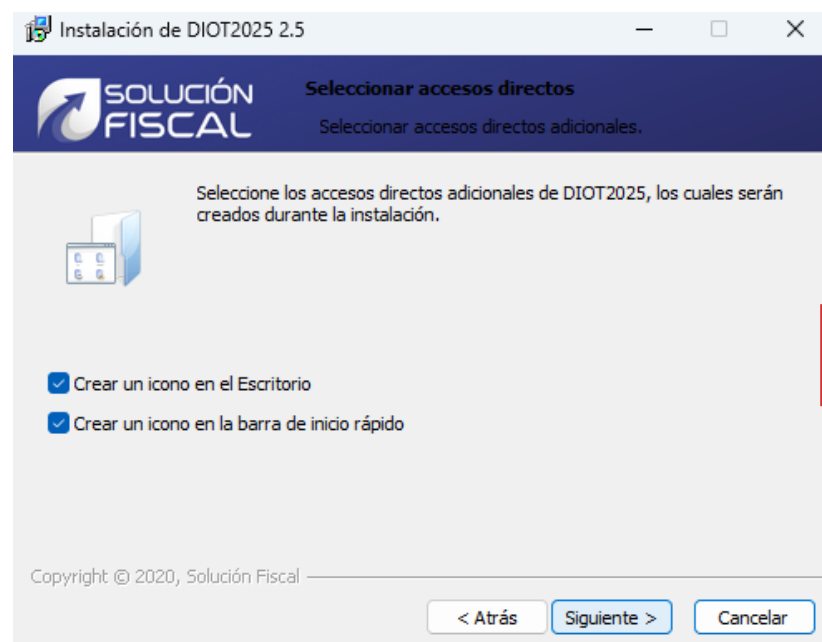 Instalación de DIOT2025 2.5
SOLUCIÓN
FISCAL
Seleccionar accesos directos
Seleccionar accesos directos adicionales.
Seleccione los accesos directos adicionales de DIOT2025, los cuales serán
creados durante la instalación.
Crear un icono en el Escritorio
Crear un icono en la barra de inicio rápido
Copyright © 2020, Solución Fiscal
< Atrás
Siguiente >
Cancelar